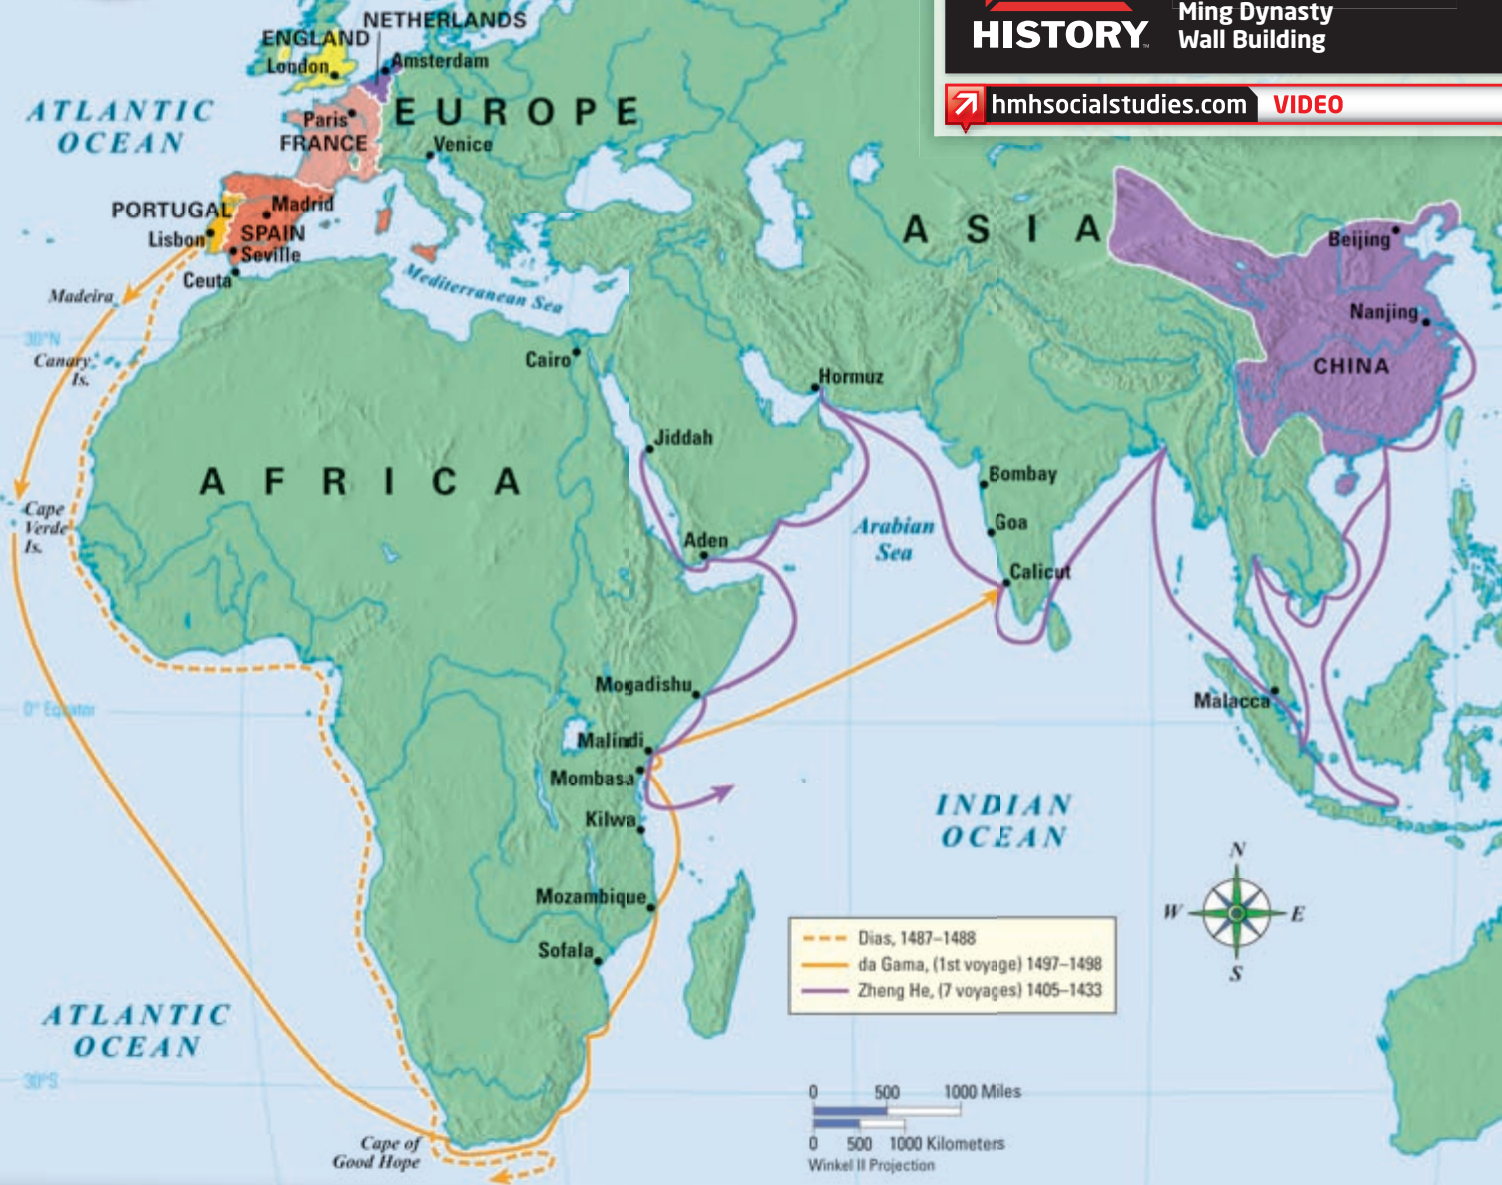 HISTORY
Ming Dynasty
Wall Building
hmhsocialstudies.com VIDEO
NETHERLANDS
ENGLAND
London
Amsterdam
ATLANTIC
OCEAN
EUROPE
Paris
FRANCE
Venice
PORTUGAL
Madrid
Lisbon
SPAIN
Seville
Ceuta
ASIA
Beijing
Mediterranean Sea
Madeira
Nanjing
30°N
Canary
Is.
Cairo
Hormuz
CHINA
Jiddah
AFRICA
Bombay
Cape
Verde
Is.
Goa
Arabian
Sea
Aden
Calicut
Mogadishu
Malacca
0° Equator
Malindi
Mombasa
Kilwa
INDIAN
OCEAN
N
W
E
S
Mozambique
Sofala
Dias, 1487–1488
da Gama, (1st voyage) 1497–1498
Zheng He, (7 voyages) 1405–1433
ATLANTIC
OCEAN
30°S
0 500 1000 Miles
0 500 1000 Kilometers
Winkel II Projection
Cape of
Good Hope